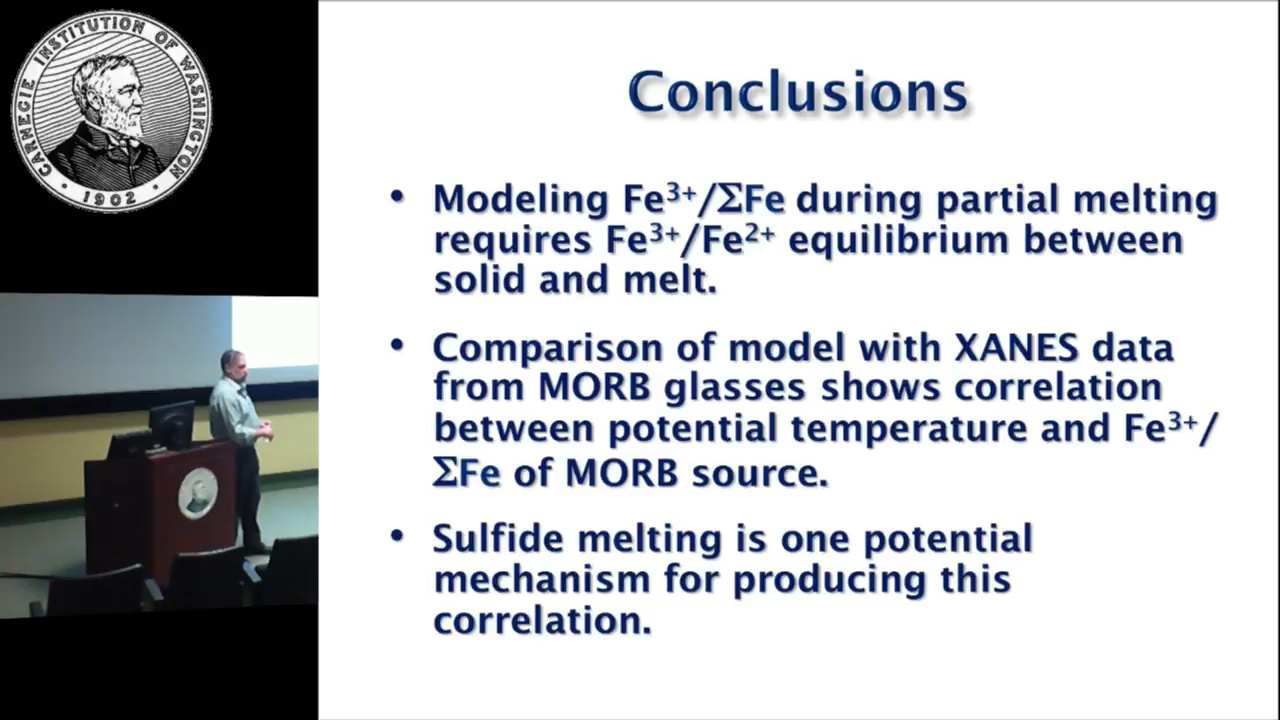 CARNEGIE INSTITUTION OF WASHINGTON
1902
Conclusions
• Modeling Fe³⁺/ΣFe during partial melting
requires Fe³⁺/Fe²⁺ equilibrium between
solid and melt.
• Comparison of model with XANES data
from MORB glasses shows correlation
between potential temperature and Fe³⁺/
ΣFe of MORB source.
• Sulfide melting is one potential
mechanism for producing this
correlation.